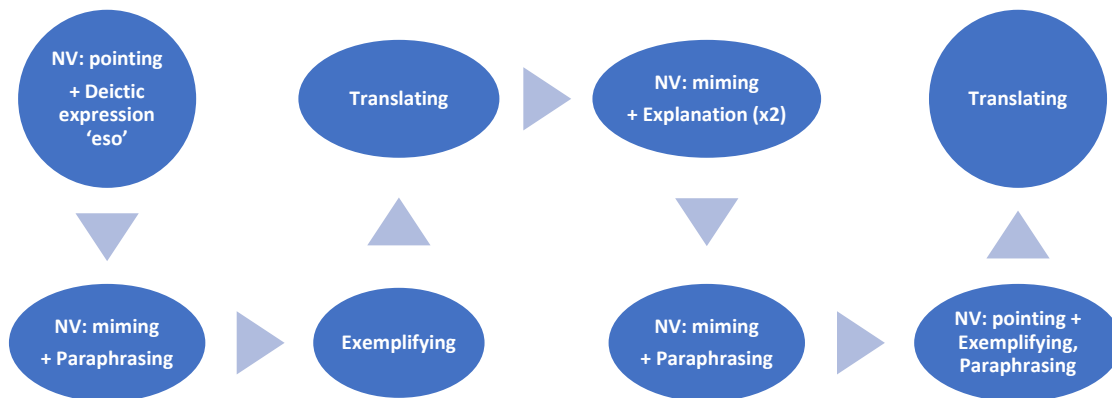 NV: pointing
+ Deictic
expression
‘eso’
NV: miming
+ Paraphrasing
Exemplifying
Translating
NV: miming
+ Explanation (x2)
NV: miming
+ Paraphrasing
NV: pointing +
Exemplifying,
Paraphrasing
Translating